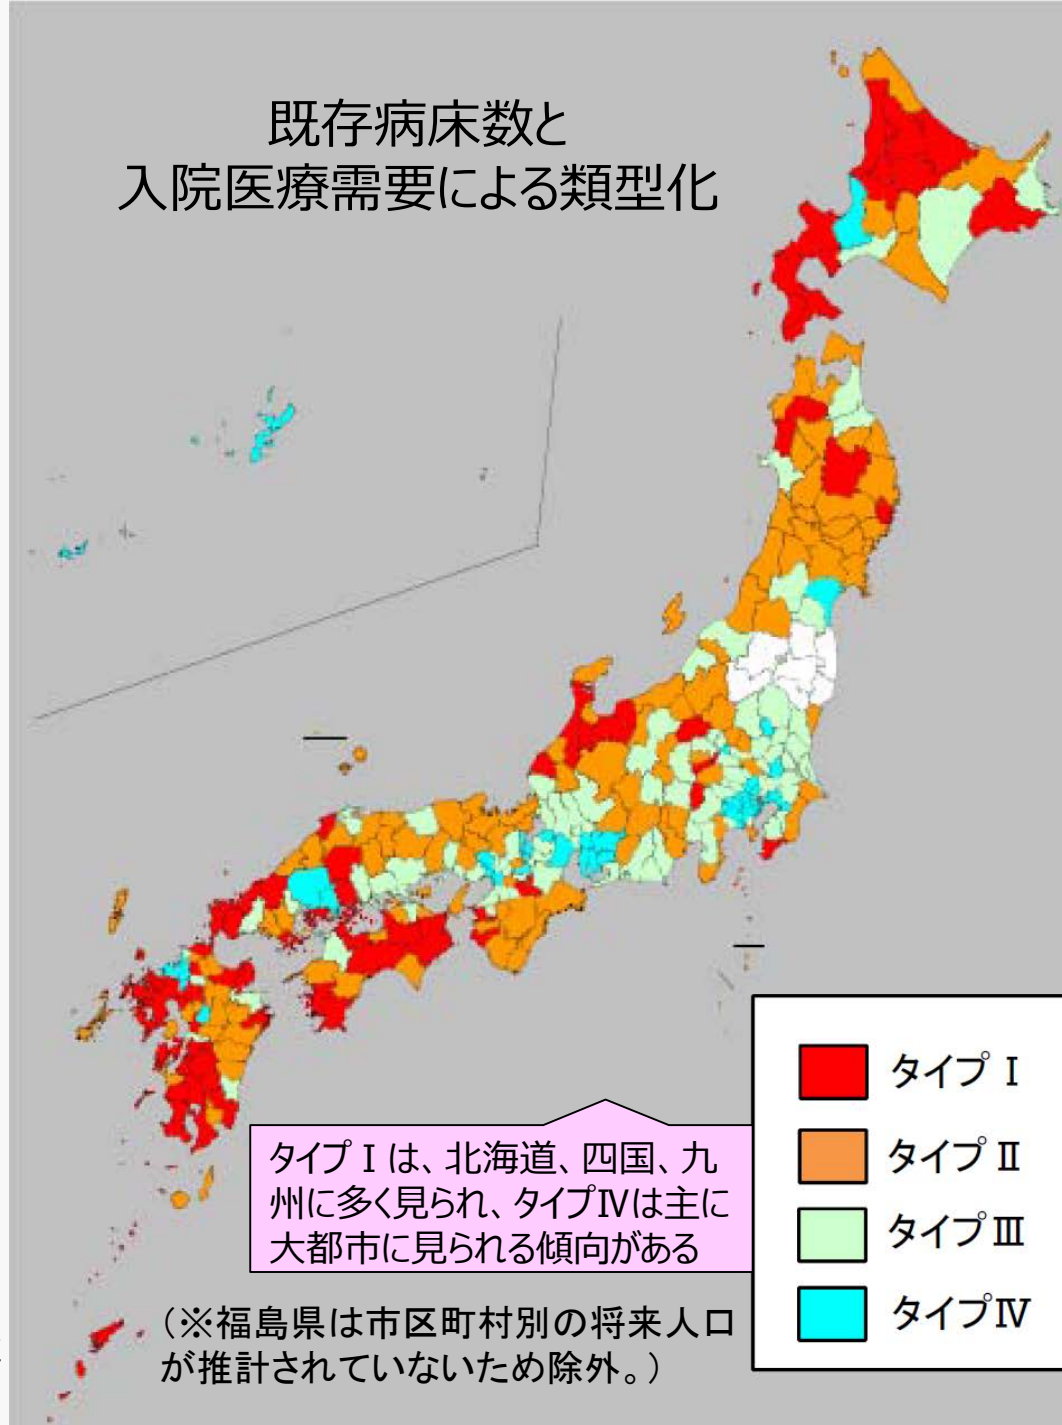 既存病床数と
入院医療需要による類型化
タイプⅠ
タイプⅡ
タイプⅢ
タイプⅣ
タイプⅠは、北海道、四国、九
州に多く見られ、タイプⅣは主に
大都市に見られる傾向がある
（※福島県は市区町村別の将来人口
が推計されていないため除外。）